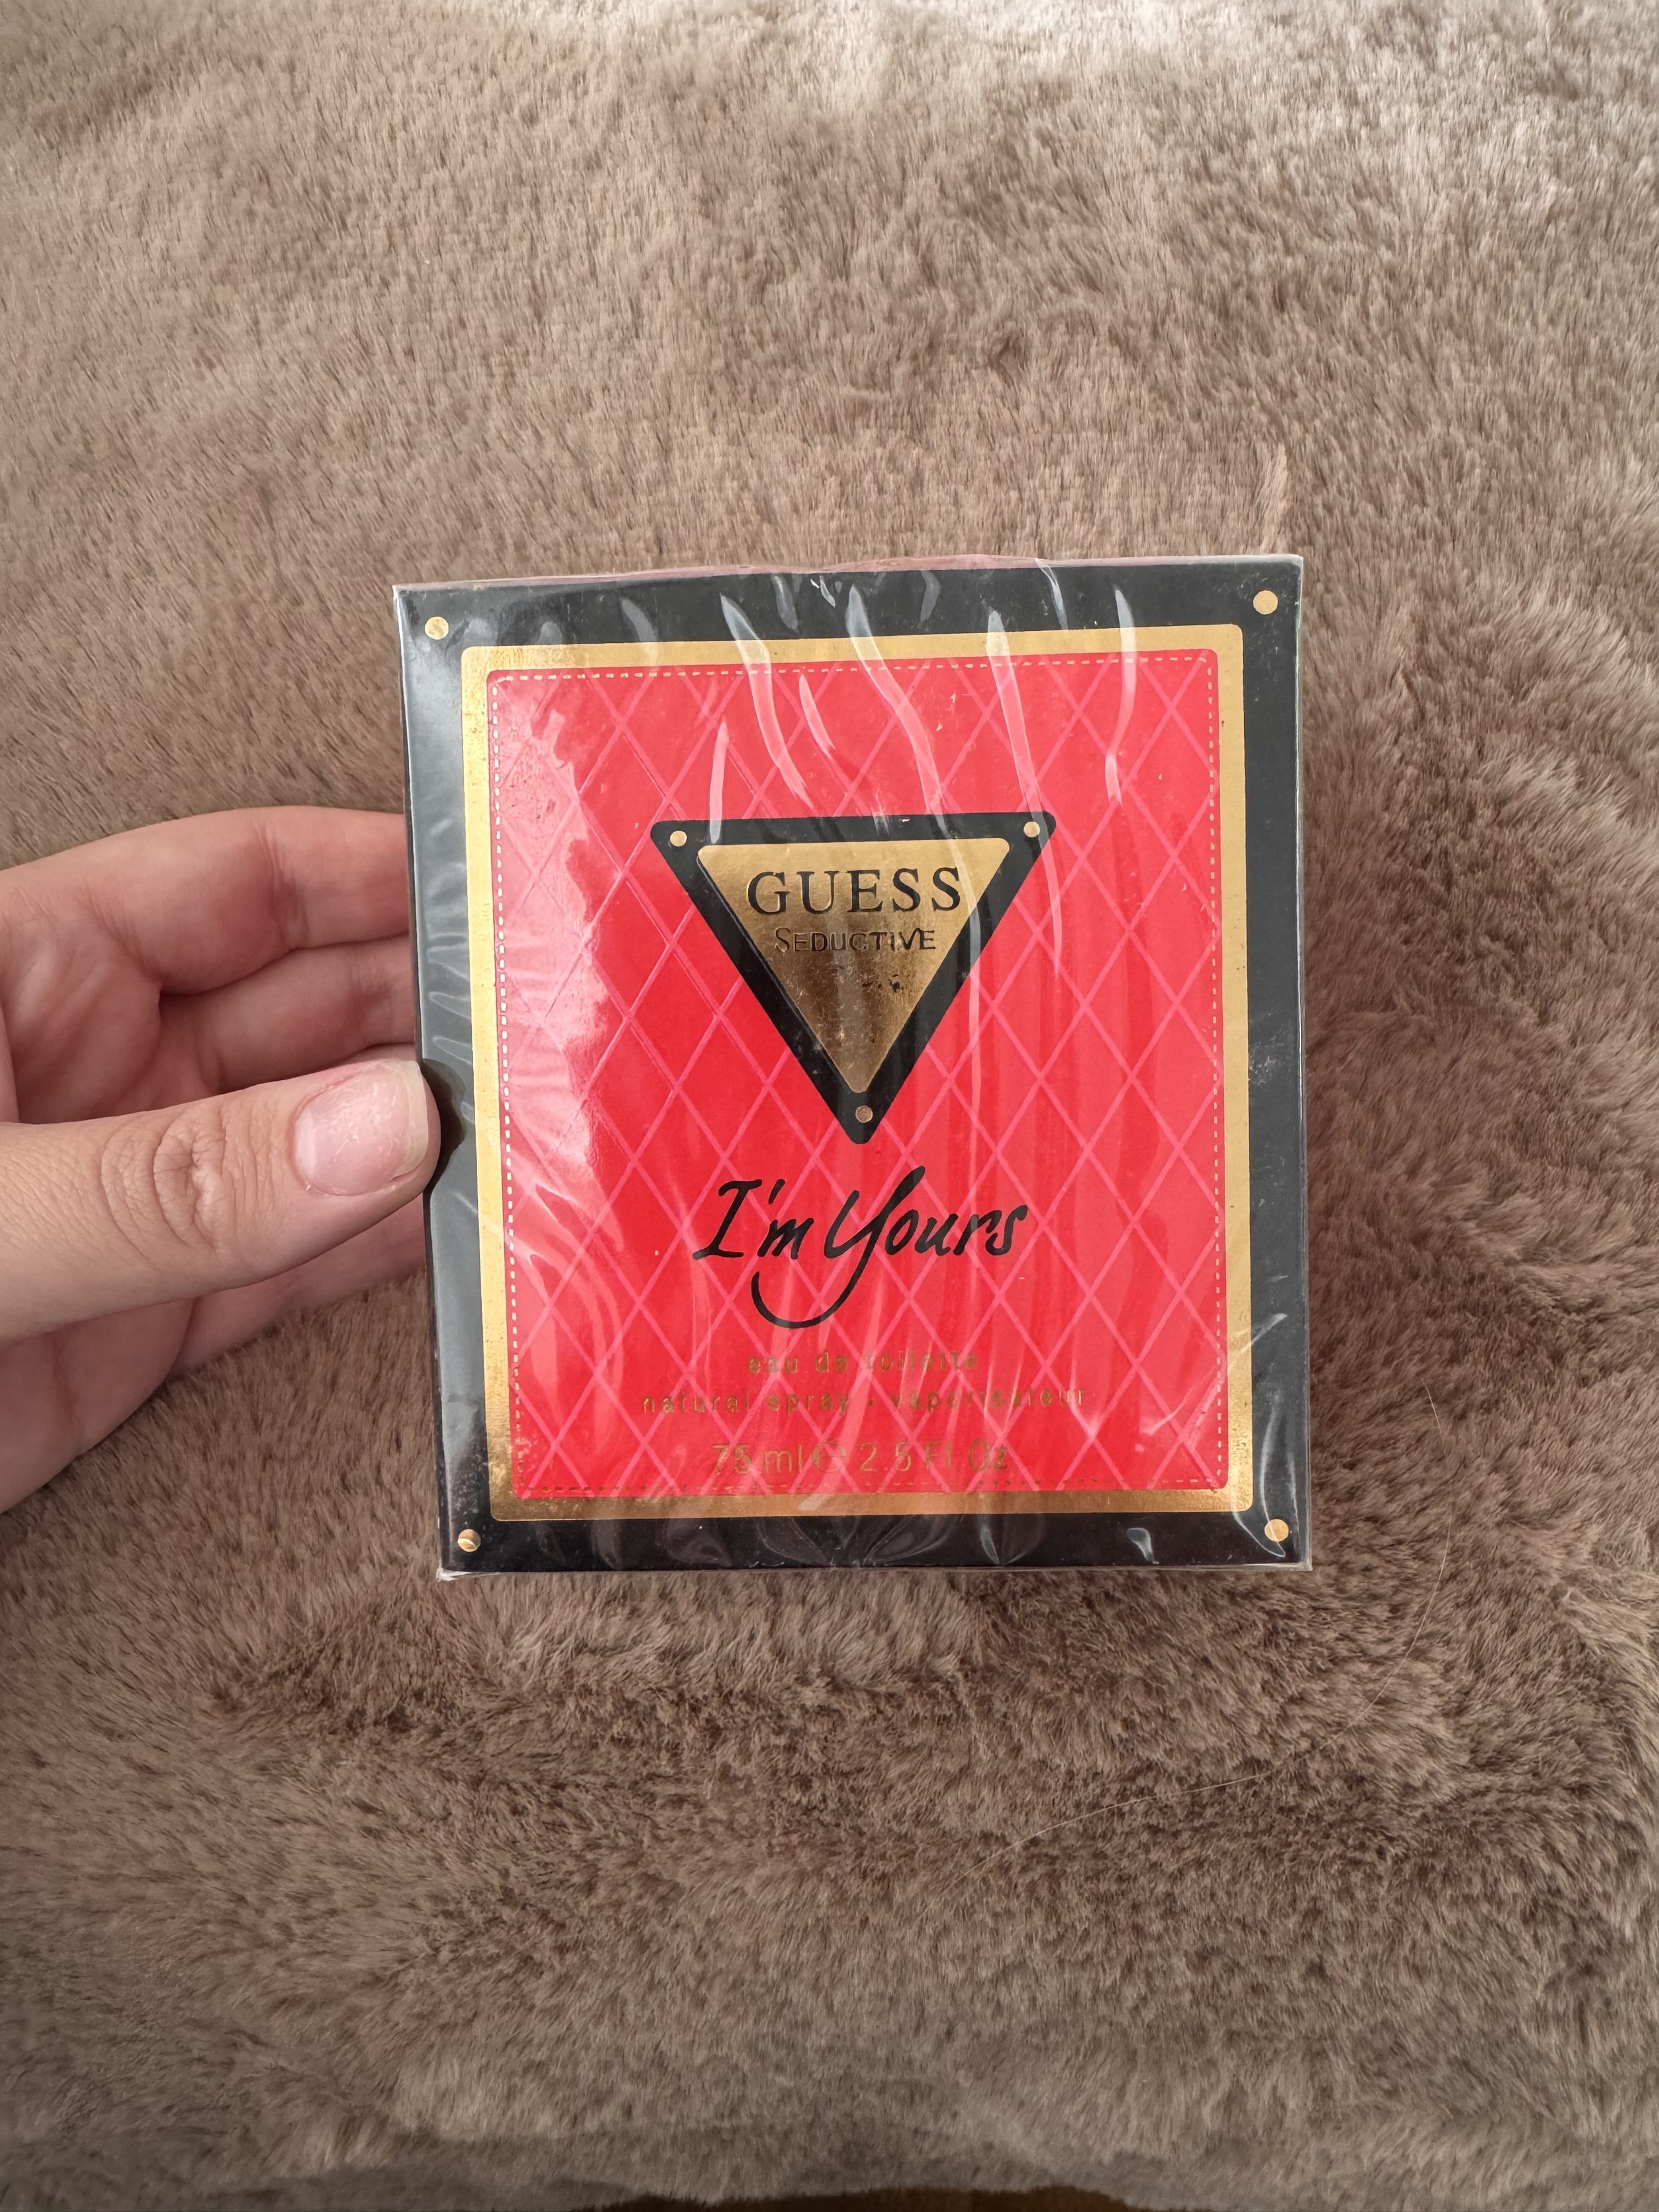 GUESS
SEDUCTIVE
I'm Yours
eau de toilette
natural spray - vaporisateur
75 ml ℮ 2.5 Fl Oz